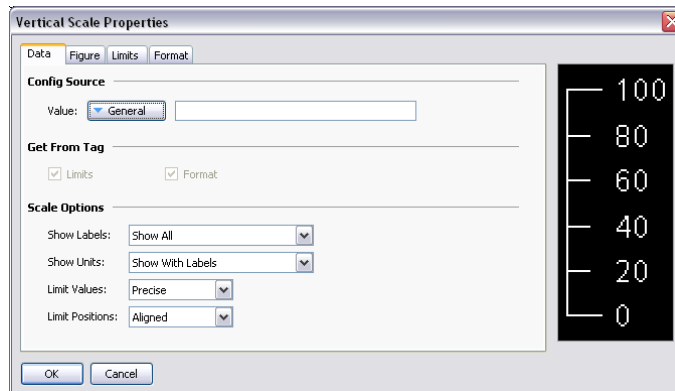 Vertical Scale Properties
Data Figure Limits Format
Config Source
Value: General
Get From Tag
Limits Format
Scale Options
Show Labels: Show All
Show Units: Show With Labels
Limit Values: Precise
Limit Positions: Aligned
OK Cancel
100
80
60
40
20
0